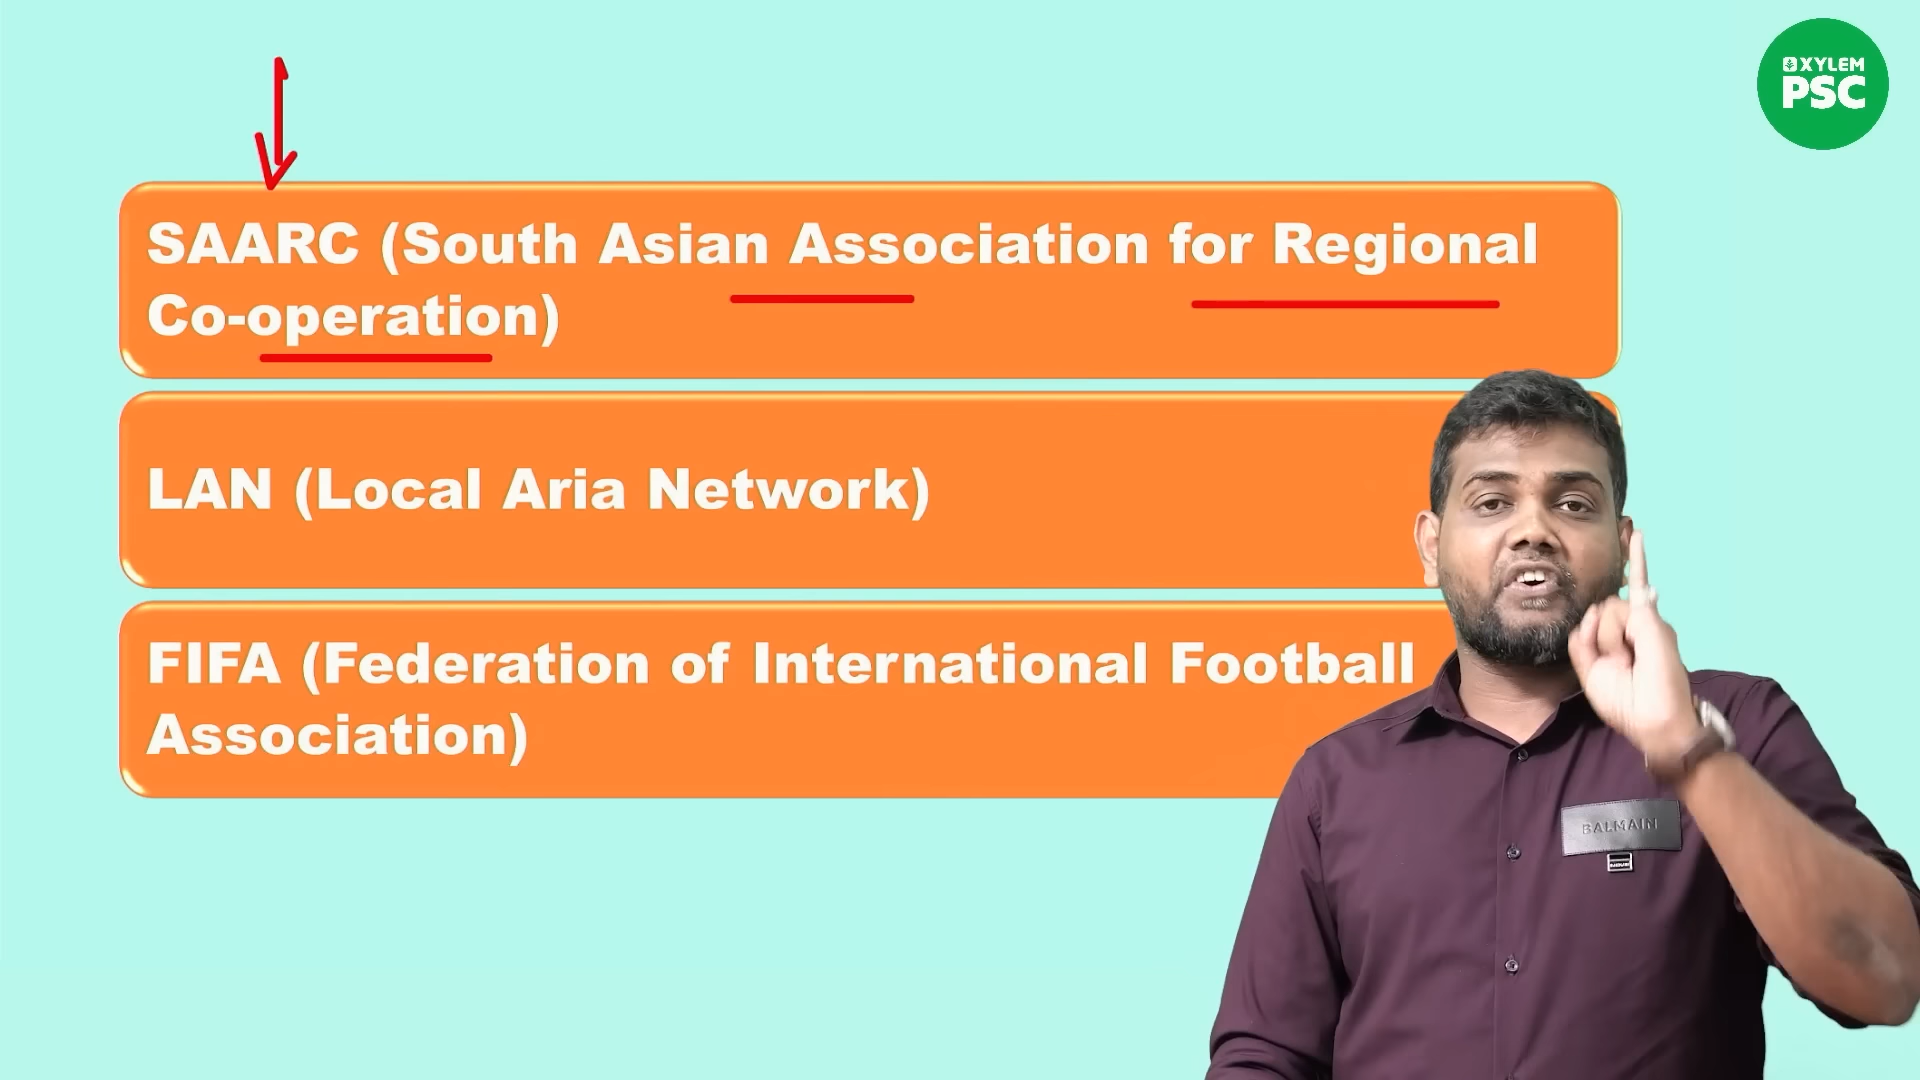 XYLEM
PSC
SAARC (South Asian Association for Regional
Co-operation)
LAN (Local Aria Network)
FIFA (Federation of International Football
Association)
BALMAIN